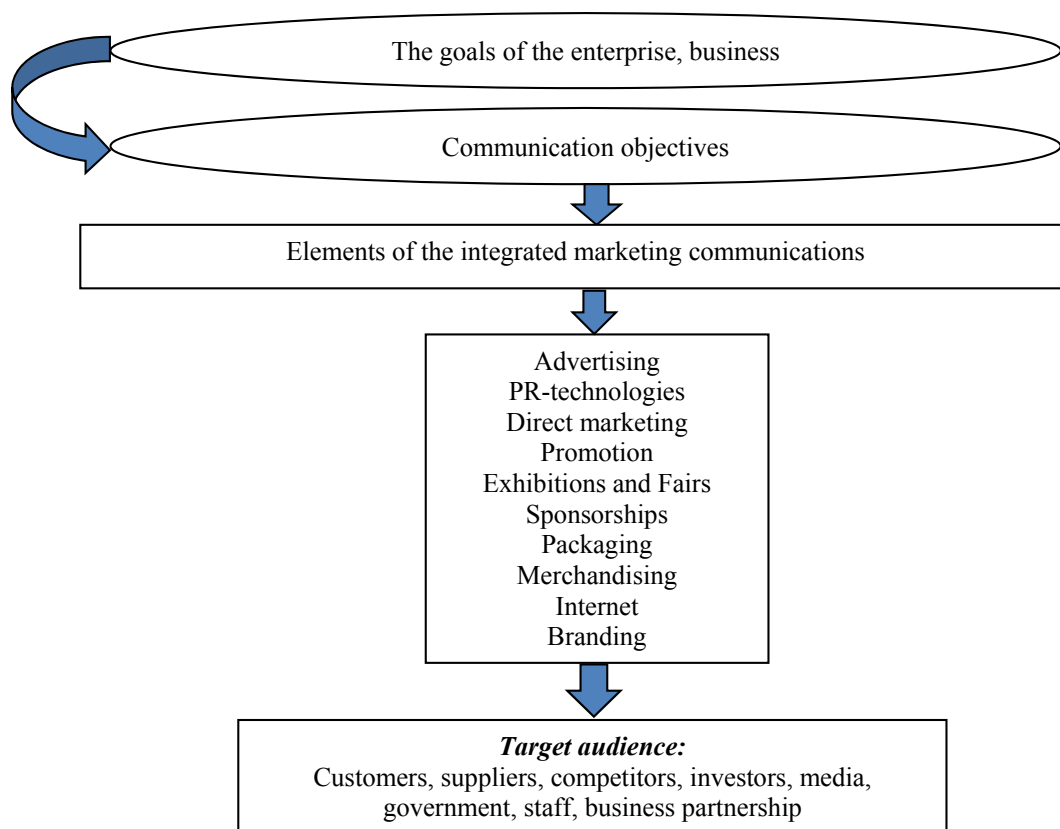 The goals of the enterprise, business
Communication objectives
Elements of the integrated marketing communications
Advertising
PR-technologies
Direct marketing
Promotion
Exhibitions and Fairs
Sponsorships
Packaging
Merchandising
Internet
Branding
Target audience:
Customers, suppliers, competitors, investors, media,
government, staff, business partnership